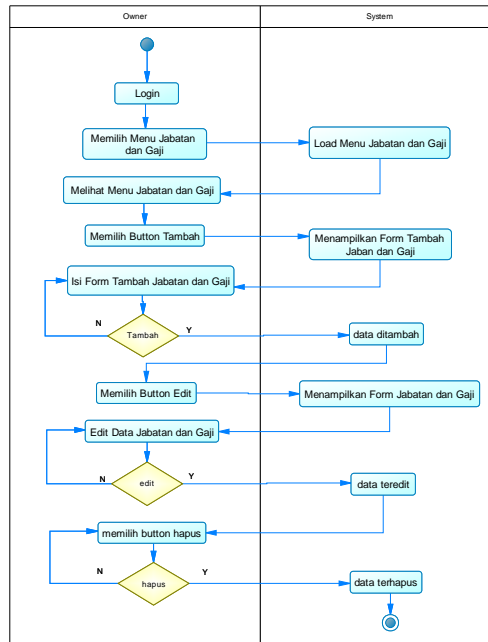 Owner
System
Login
Memilih Menu Jabatan
dan Gaji
Load Menu Jabatan dan Gaji
Melihat Menu Jabatan dan Gaji
Memilih Button Tambah
Menampilkan Form Tambah
Jaban dan Gaji
Isi Form Tambah Jabatan dan Gaji
N
Tambah
Y
data ditambah
Memilih Button Edit
Menampilkan Form Jabatan dan Gaji
Edit Data Jabatan dan Gaji
N
edit
Y
data teredit
memilih button hapus
N
hapus
Y
data terhapus